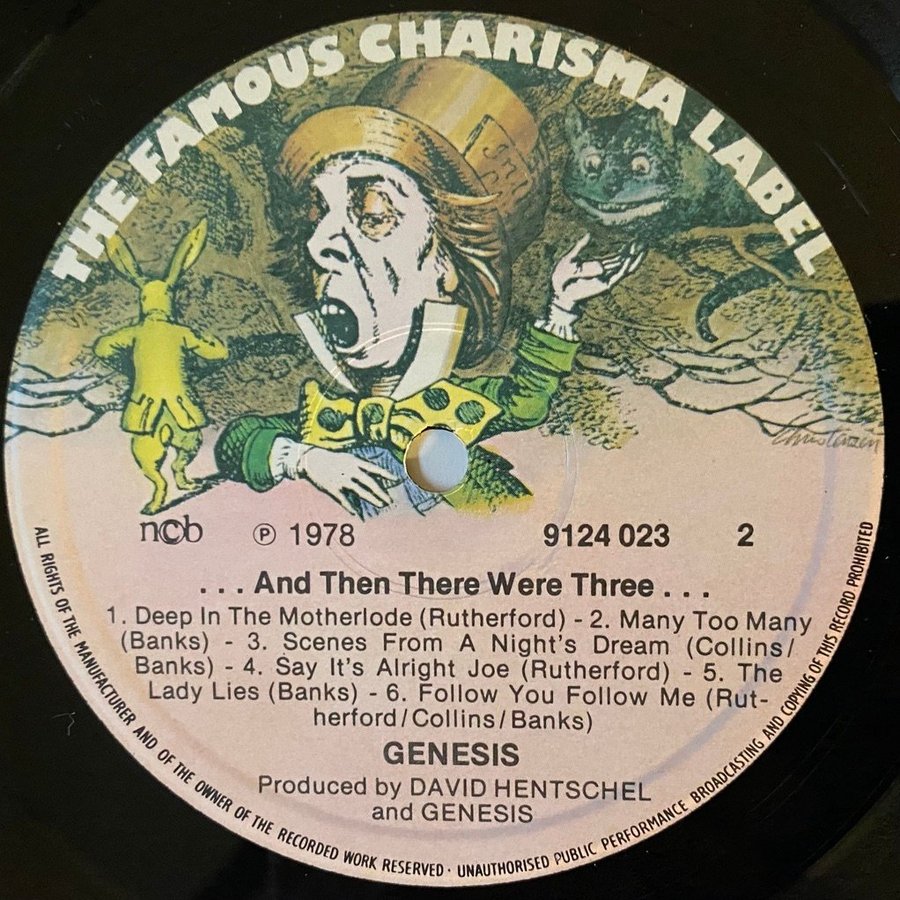 THE FAMOUS CHARISMA LABEL
Christensen
ncb ℗ 1978 9124 023 2
. . . And Then There Were Three . . .
1. Deep In The Motherlode (Rutherford) - 2. Many Too Many
(Banks) - 3. Scenes From A Night's Dream (Collins/
Banks) - 4. Say It's Alright Joe (Rutherford) - 5. The
Lady Lies (Banks) - 6. Follow You Follow Me (Rut-
herford/Collins/Banks)
GENESIS
Produced by DAVID HENTSCHEL
and GENESIS
ALL RIGHTS OF THE MANUFACTURER AND OF THE OWNER OF THE RECORDED WORK RESERVED · UNAUTHORISED PUBLIC PERFORMANCE BROADCASTING AND COPYING OF THIS RECORD PROHIBITED